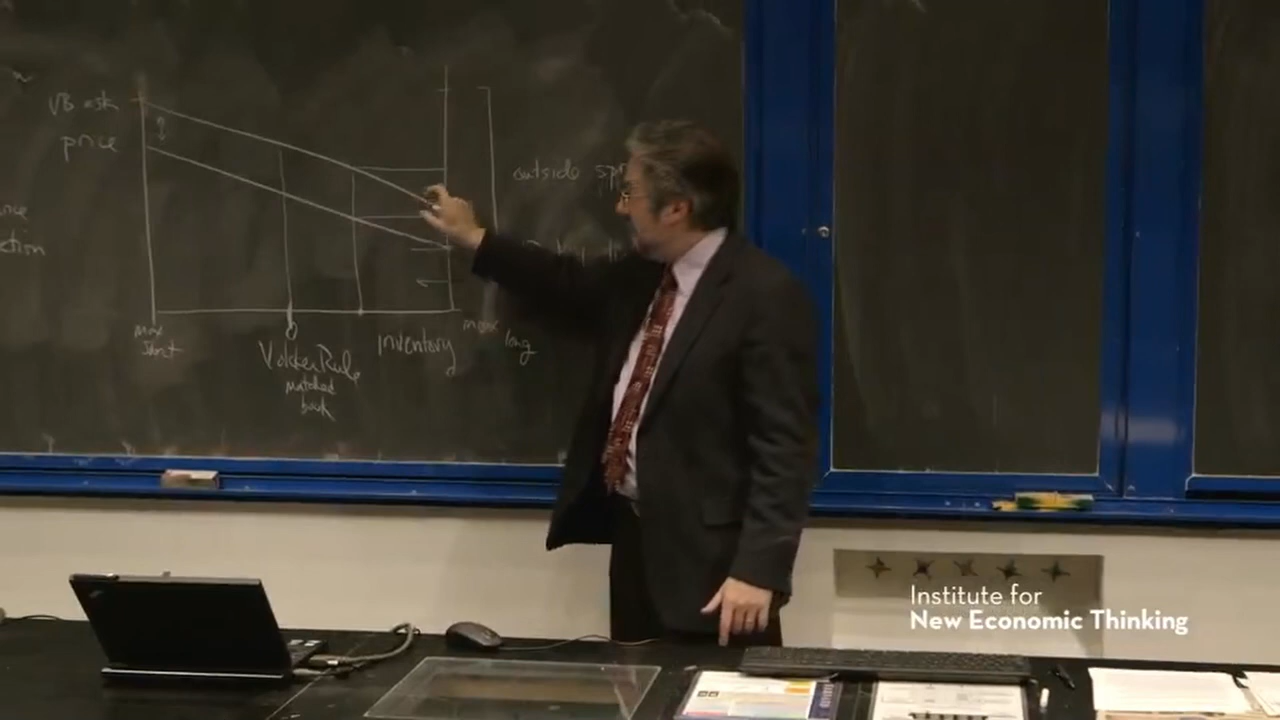 VB ask
price
outside
max
short
Volcker Rule
matched
book
inventory
max
long
Institute for
New Economic Thinking